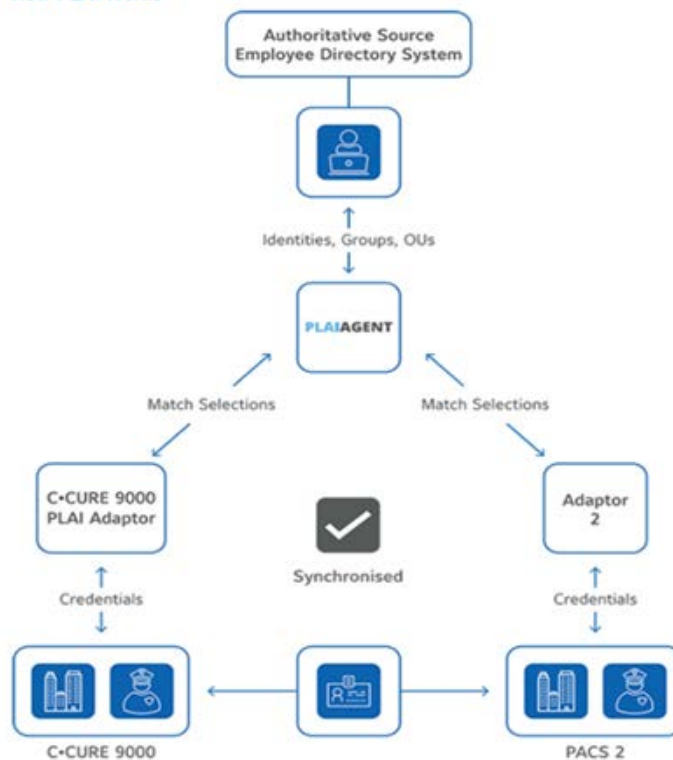 Authoritative Source
Employee Directory System
Identities, Groups, OUs
PLAIAGENT
Match Selections
Match Selections
C•CURE 9000
PLAI Adaptor
Adaptor
2
Synchronised
Credentials
Credentials
C•CURE 9000
PACS 2